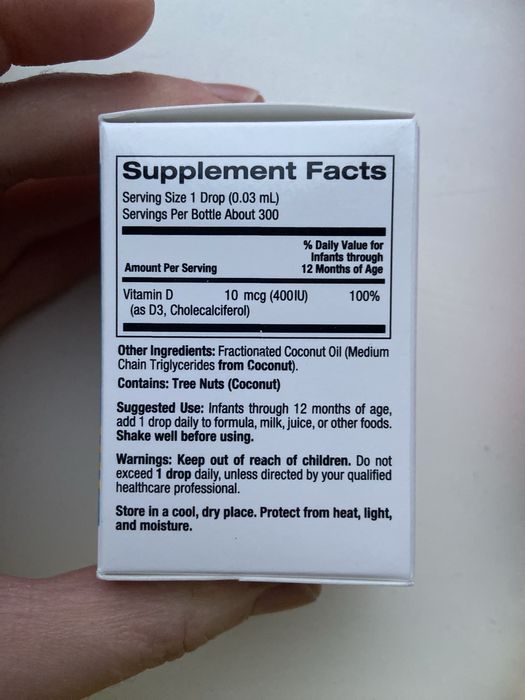 Supplement Facts
Serving Size 1 Drop (0.03 mL)
Servings Per Bottle About 300
% Daily Value for
Infants through
Amount Per Serving 12 Months of Age
Vitamin D 10 mcg (400IU) 100%
(as D3, Cholecalciferol)
Other Ingredients: Fractionated Coconut Oil (Medium
Chain Triglycerides from Coconut).
Contains: Tree Nuts (Coconut)
Suggested Use: Infants through 12 months of age,
add 1 drop daily to formula, milk, juice, or other foods.
Shake well before using.
Warnings: Keep out of reach of children. Do not
exceed 1 drop daily, unless directed by your qualified
healthcare professional.
Store in a cool, dry place. Protect from heat, light,
and moisture.